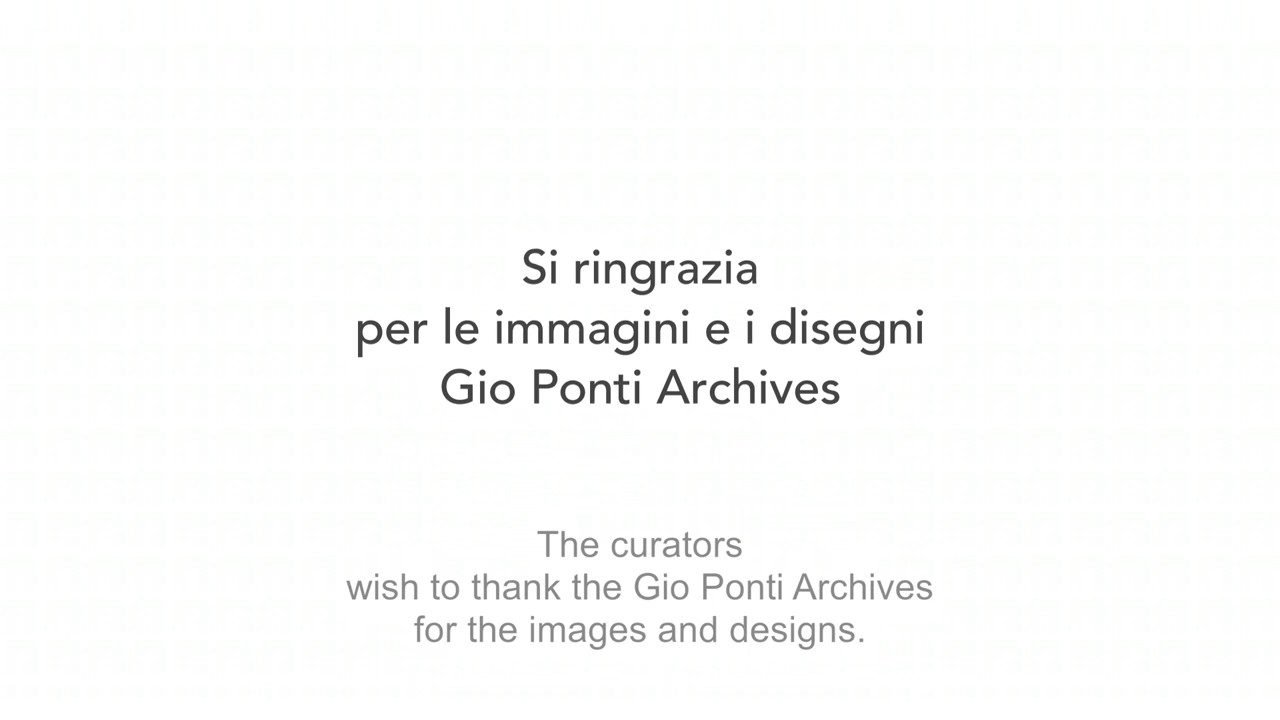 Si ringrazia
per le immagini e i disegni
Gio Ponti Archives
The curators
wish to thank the Gio Ponti Archives
for the images and designs.